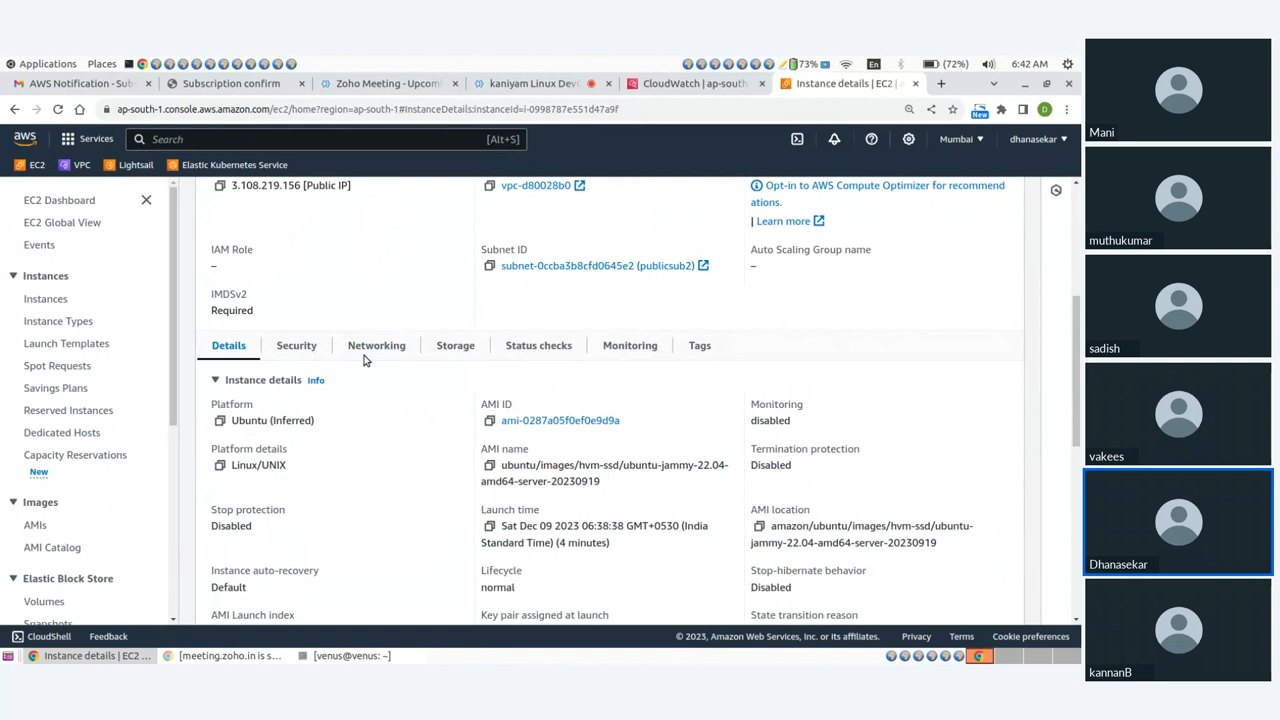 Applications Places 73% En (72%) 6:42 AM
AWS Notification - Subs Subscription confirm Zoho Meeting - Upcomi kaniyam Linux DevO CloudWatch | ap-south Instance details | EC2 |
ap-south-1.console.aws.amazon.com/ec2/home?region=ap-south-1#InstanceDetails:instanceId=i-0998787e551d47a9f New D
aws Services Search [Alt+S] Mumbai dhanasekar
EC2 VPC Lightsail Elastic Kubernetes Service
EC2 Dashboard
EC2 Global View
Events
Instances
Instances
Instance Types
Launch Templates
Spot Requests
Savings Plans
Reserved Instances
Dedicated Hosts
Capacity Reservations
New
Images
AMIs
AMI Catalog
Elastic Block Store
Volumes
Snapshots
3.108.219.156 [Public IP]
vpc-d80028b0
Opt-in to AWS Compute Optimizer for recommend
ations.
| Learn more
IAM Role
–
Subnet ID
subnet-0ccba3b8cfd0645e2 (publicsub2)
Auto Scaling Group name
–
IMDSv2
Required
Details Security Networking Storage Status checks Monitoring Tags
Instance details Info
Platform
Ubuntu (Inferred)
AMI ID
ami-0287a05f0ef0e9d9a
Monitoring
disabled
Platform details
Linux/UNIX
AMI name
ubuntu/images/hvm-ssd/ubuntu-jammy-22.04-
amd64-server-20230919
Termination protection
Disabled
Stop protection
Disabled
Launch time
Sat Dec 09 2023 06:38:38 GMT+0530 (India
Standard Time) (4 minutes)
AMI location
amazon/ubuntu/images/hvm-ssd/ubuntu-
jammy-22.04-amd64-server-20230919
Instance auto-recovery
Default
Lifecycle
normal
Stop-hibernate behavior
Disabled
AMI Launch index
Key pair assigned at launch
State transition reason
CloudShell Feedback © 2023, Amazon Web Services, Inc. or its affiliates. Privacy Terms Cookie preferences
Instance details | EC2 ... [meeting.zoho.in is s... [venus@venus: ~]
Mani
muthukumar
sadish
vakees
Dhanasekar
kannanB